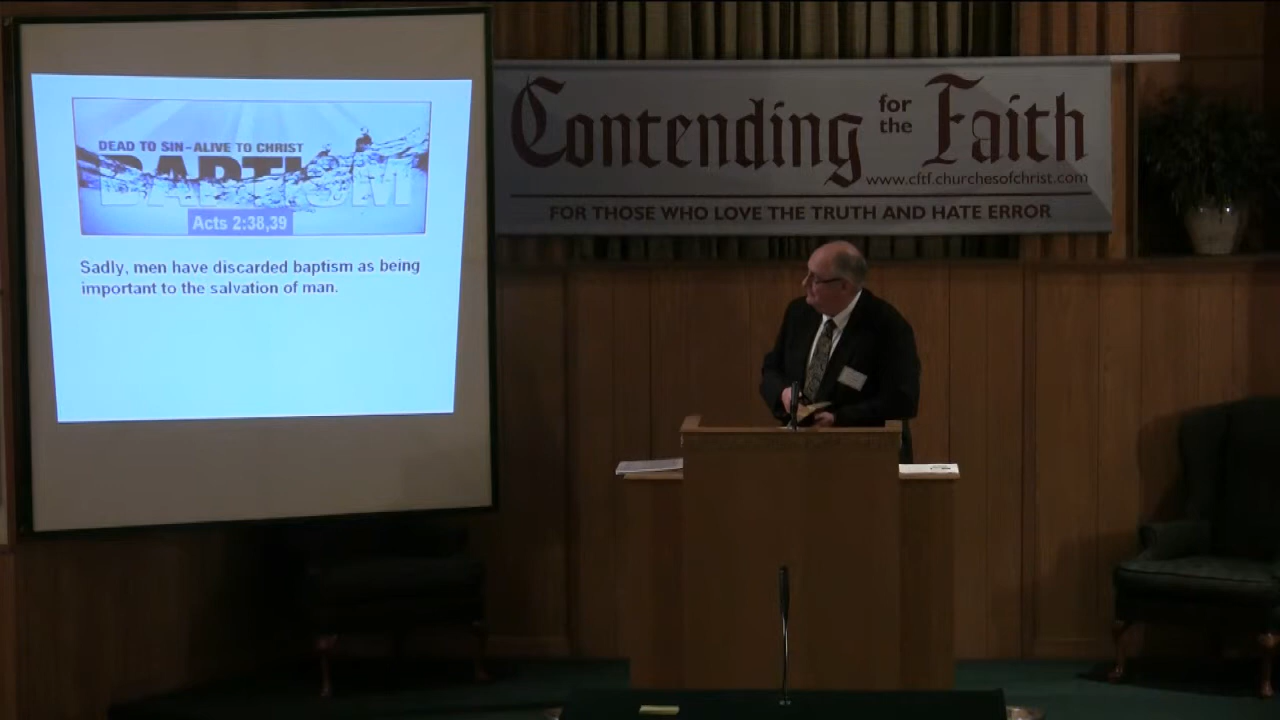 DEAD TO SIN–ALIVE TO CHRIST
BAPTISM
Acts 2:38,39
Sadly, men have discarded baptism as being
important to the salvation of man.
Contending for the Faith
www.cftf.churchesofchrist.com
FOR THOSE WHO LOVE THE TRUTH AND HATE ERROR